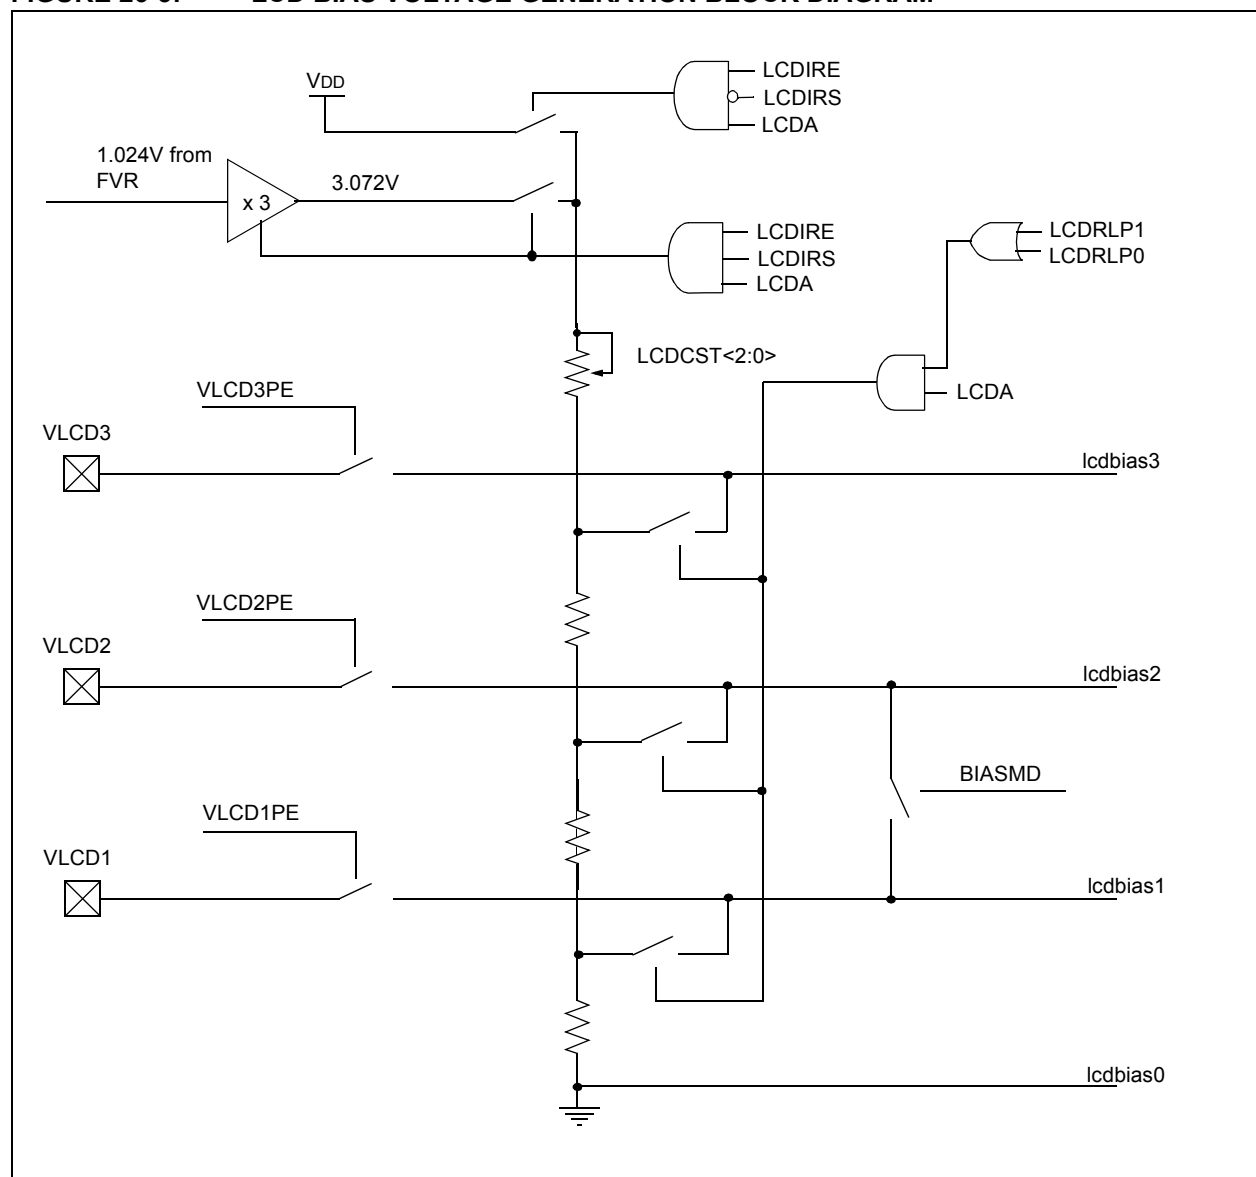 VDD
LCDIRE
LCDIRS
LCDA
1.024V from
FVR
x 3
3.072V
LCDIRE
LCDIRS
LCDA
LCDRLP1
LCDRLP0
LCDCST<2:0>
LCDA
VLCD3PE
VLCD3
lcdbias3
VLCD2PE
VLCD2
lcdbias2
BIASMD
VLCD1PE
VLCD1
lcdbias1
lcdbias0